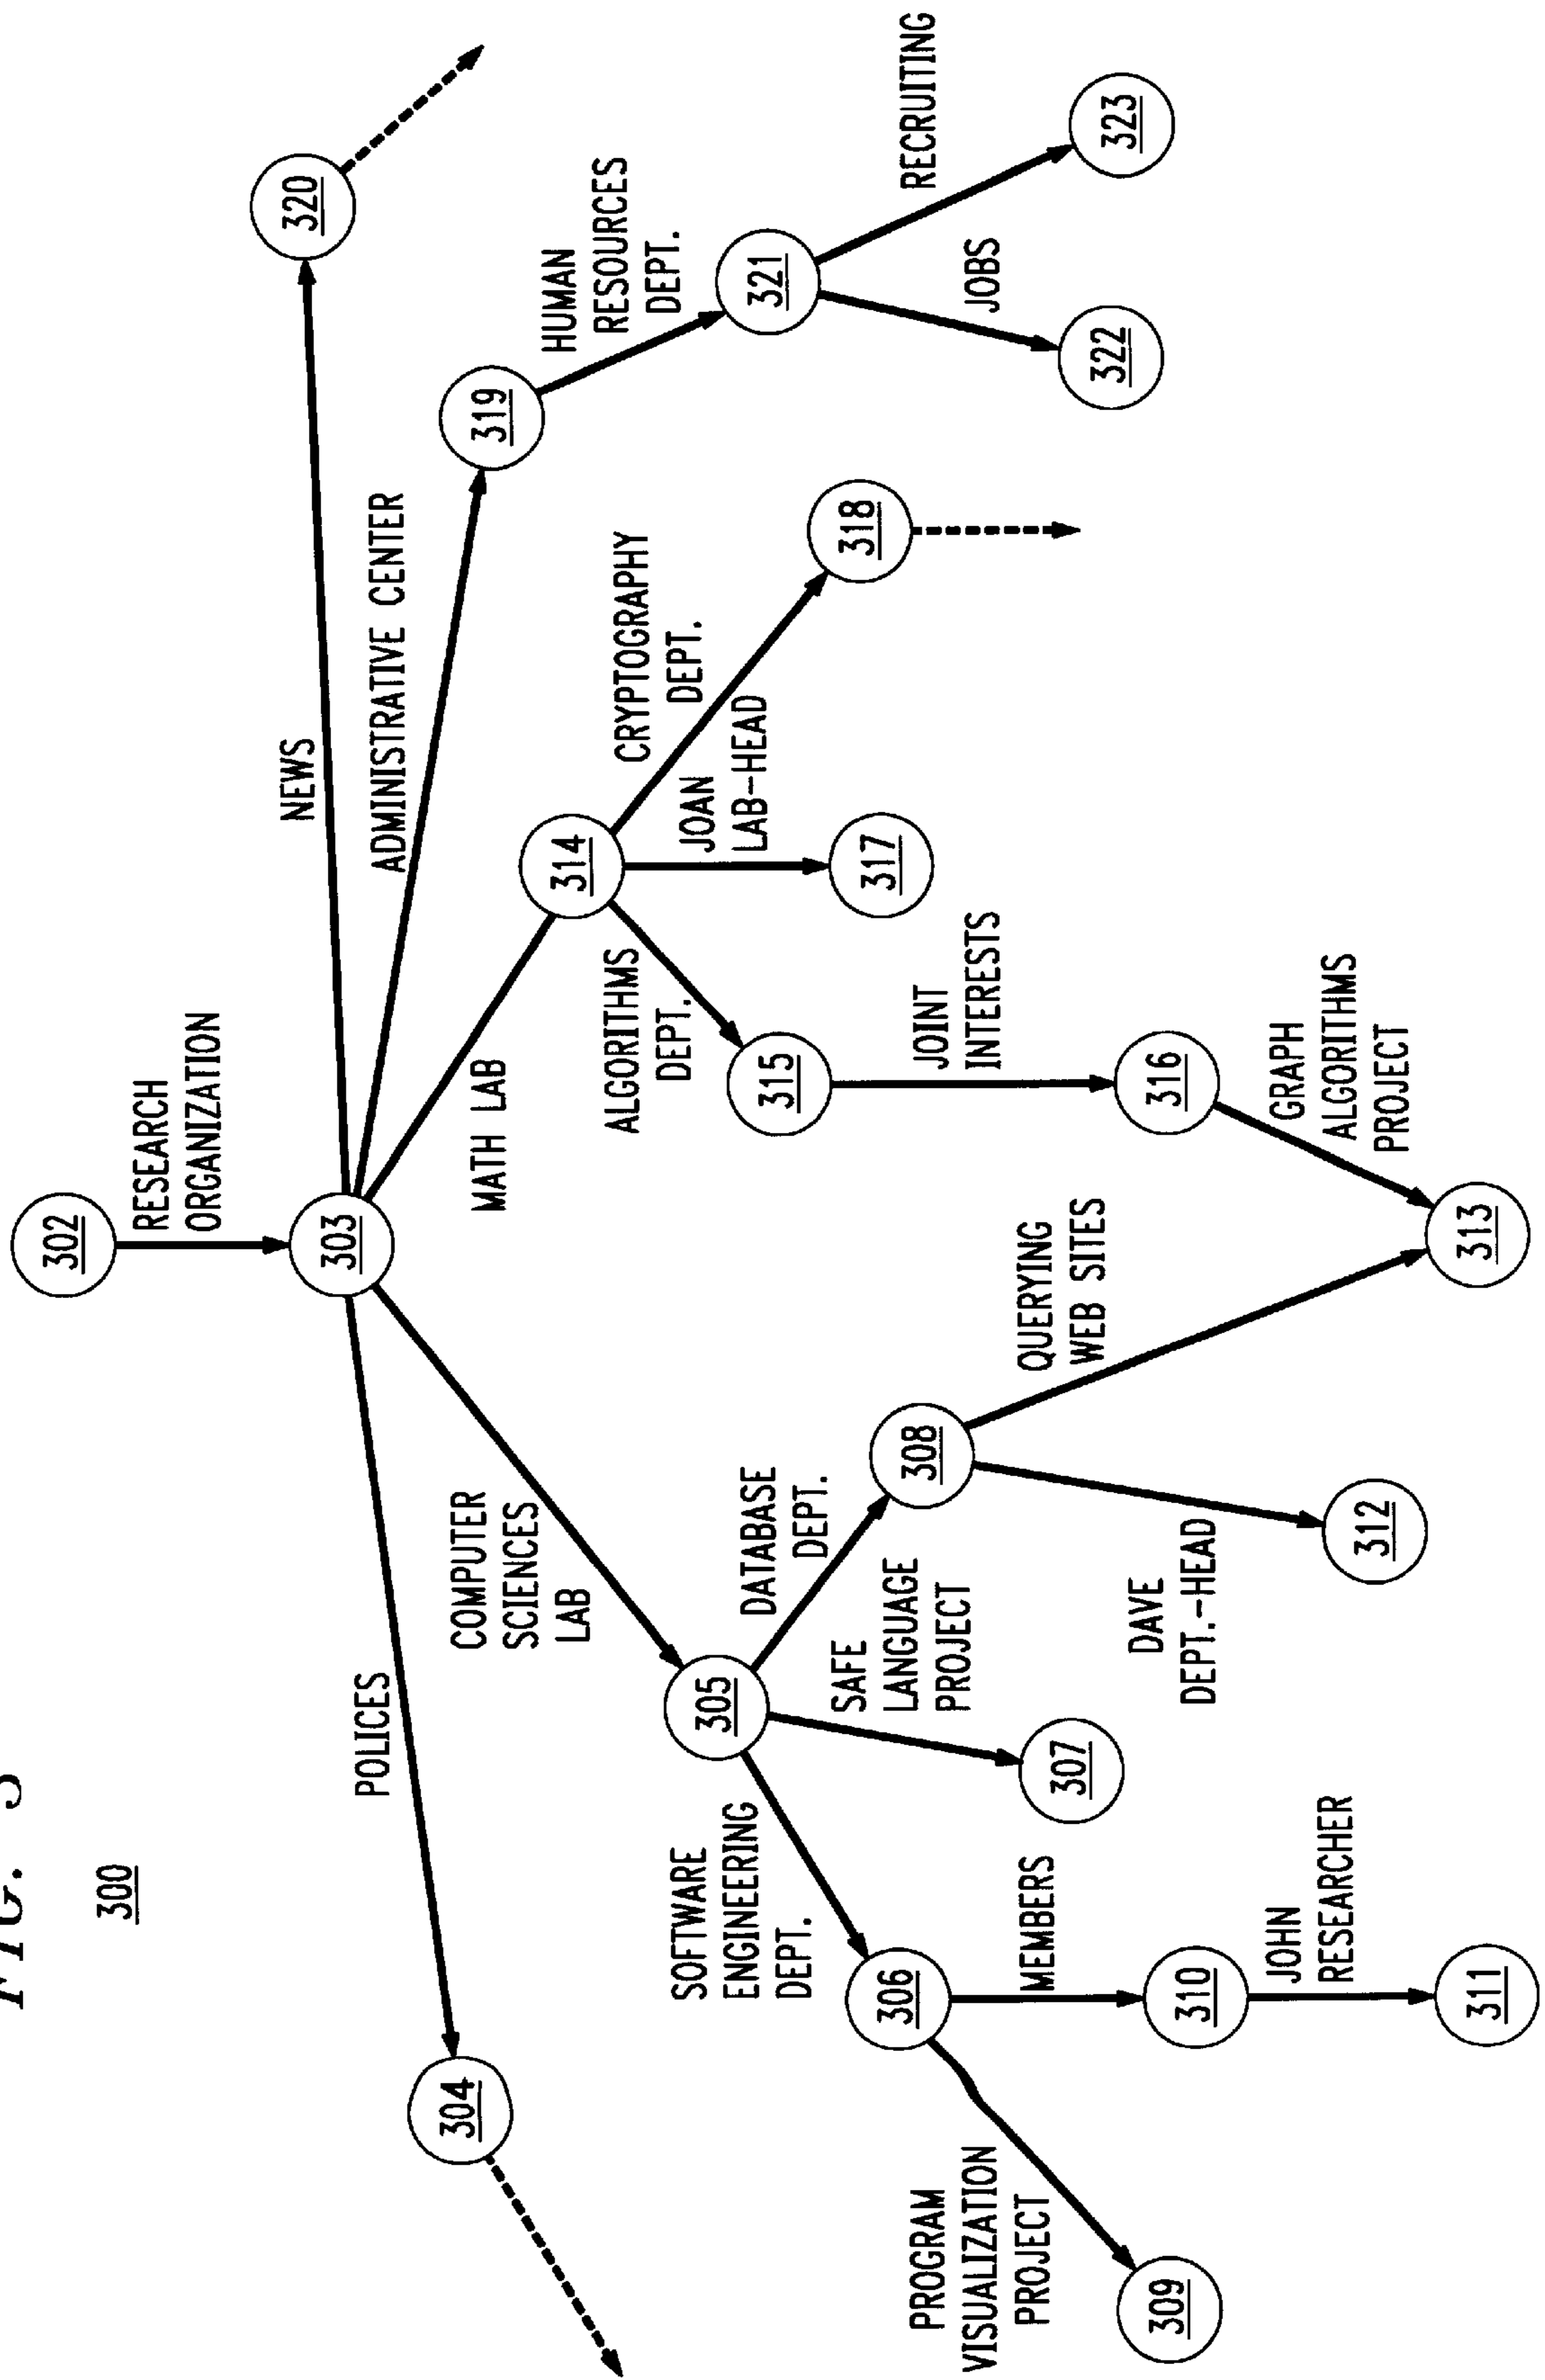 FIG. 3
300
302
RESEARCH
ORGANIZATION
303
POLICES
COMPUTER
SCIENCES
LAB
MATH LAB
ADMINISTRATIVE CENTER
NEWS
304
305
314
319
320
SOFTWARE
ENGINEERING
DEPT.
SAFE
LANGUAGE
PROJECT
DATABASE
DEPT.
ALGORITHMS
DEPT.
JOAN
LAB-HEAD
CRYPTOGRAPHY
DEPT.
HUMAN
RESOURCES
DEPT.
306
307
308
315
317
318
321
PROGRAM
VISUALIZATION
PROJECT
MEMBERS
DAVE
DEPT.-HEAD
QUERYING
WEB SITES
JOINT
INTERESTS
JOBS
RECRUITING
309
310
312
316
322
323
JOHN
RESEARCHER
GRAPH
ALGORITHMS
PROJECT
311
313